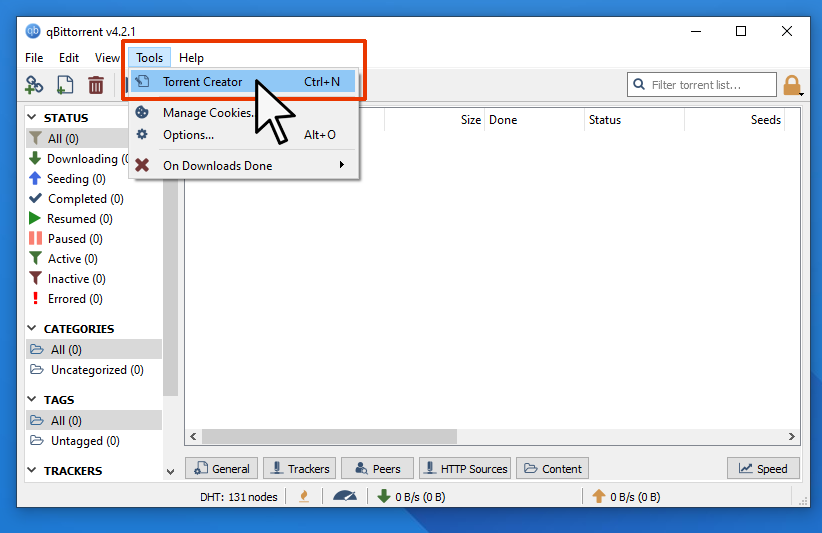 qb qBittorrent v4.2.1
File Edit View Tools Help
Torrent Creator Ctrl+N
Filter torrent list...
Manage Cookies.
Options... Alt+O
On Downloads Done
Size Done Status Seeds
STATUS
All (0)
Downloading (
Seeding (0)
Completed (0)
Resumed (0)
Paused (0)
Active (0)
Inactive (0)
Errored (0)
CATEGORIES
All (0)
Uncategorized (0)
TAGS
All (0)
Untagged (0)
TRACKERS
General Trackers Peers HTTP Sources Content Speed
DHT: 131 nodes 0 B/s (0 B) 0 B/s (0 B)